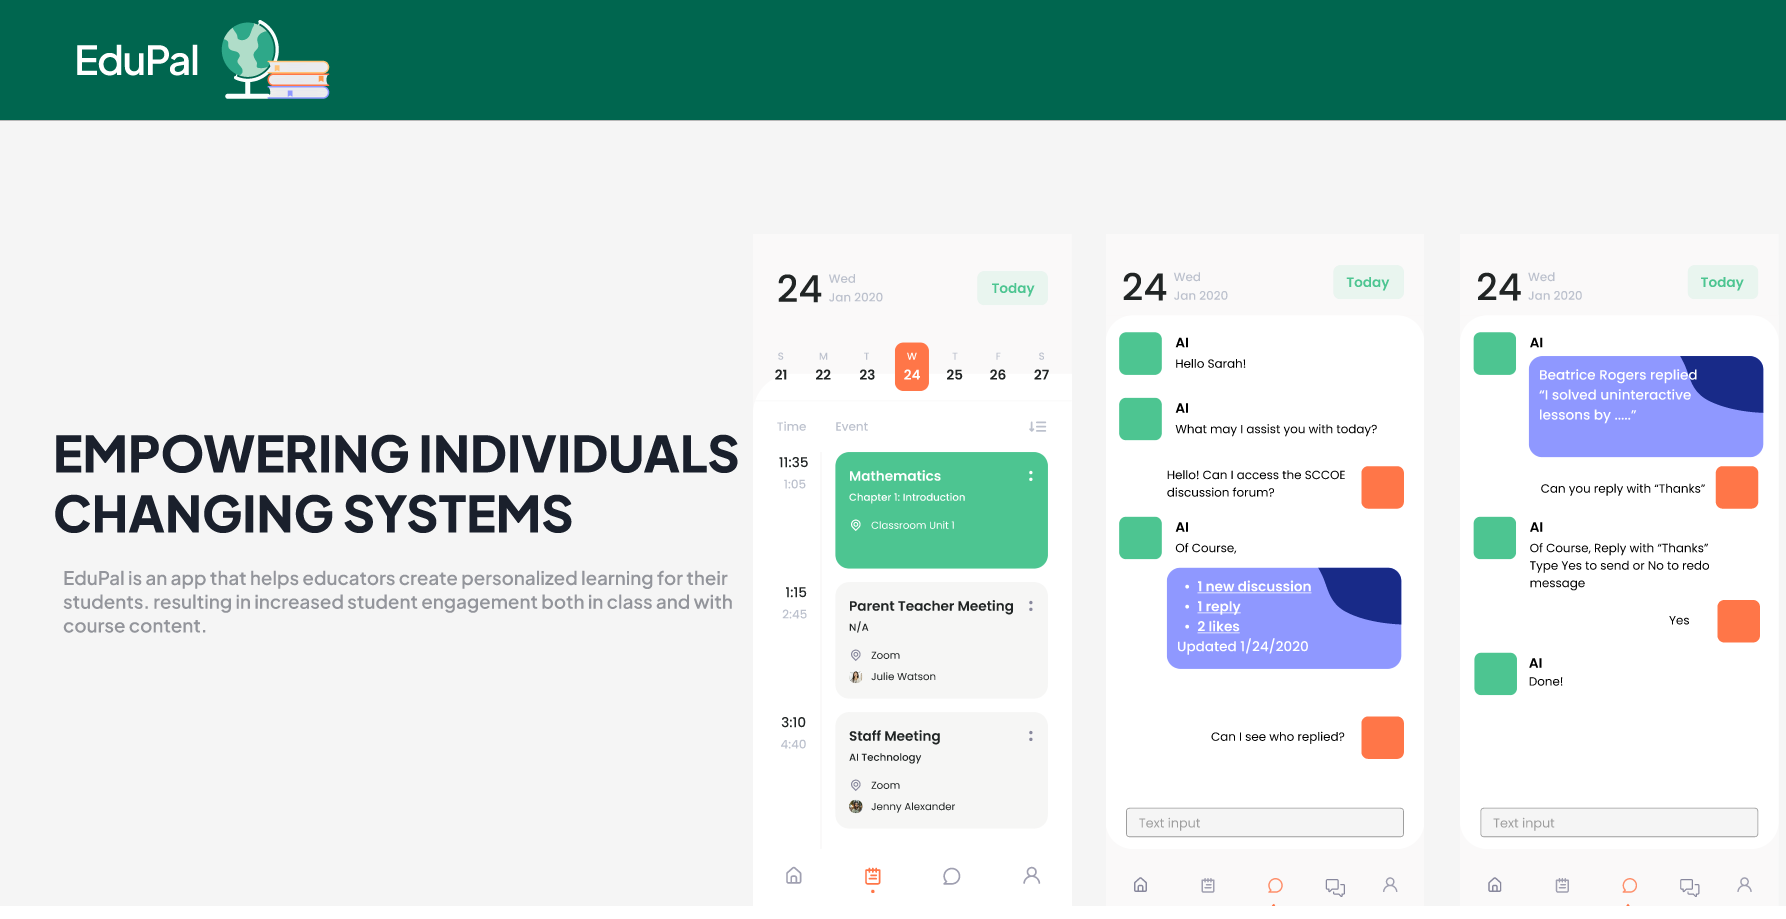 EduPal
EMPOWERING INDIVIDUALS
CHANGING SYSTEMS
EduPal is an app that helps educators create personalized learning for their
students. resulting in increased student engagement both in class and with
course content.
24
Wed
Jan 2020
Today
S M T W T F S
21 22 23 24 25 26 27
Time Event
11:35
1:05
Mathematics
Chapter 1: Introduction
Classroom Unit 1
1:15
2:45
Parent Teacher Meeting
N/A
Zoom
Julie Watson
3:10
4:40
Staff Meeting
AI Technology
Zoom
Jenny Alexander
24
Wed
Jan 2020
Today
AI
Hello Sarah!
AI
What may I assist you with today?
Hello! Can I access the SCCOE
discussion forum?
AI
Of Course,
• 1 new discussion
• 1 reply
• 2 likes
Updated 1/24/2020
Can I see who replied?
Text input
24
Wed
Jan 2020
Today
AI
Beatrice Rogers replied
“I solved uninteractive
lessons by .....”
Can you reply with “Thanks”
AI
Of Course, Reply with “Thanks”
Type Yes to send or No to redo
message
Yes
AI
Done!
Text input